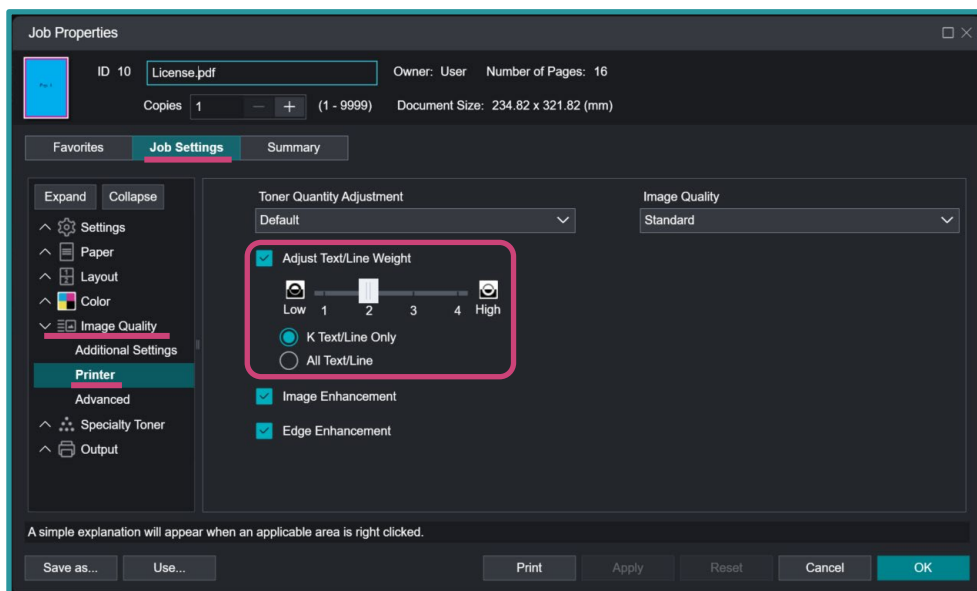 Job Properties
ID 10 License.pdf Owner: User Number of Pages: 16
Copies 1 (1 - 9999) Document Size: 234.82 x 321.82 (mm)
Favorites Job Settings Summary
Expand Collapse
Settings
Paper
Layout
Color
Image Quality
Additional Settings
Printer
Advanced
Specialty Toner
Output
Toner Quantity Adjustment
Default
Image Quality
Standard
Adjust Text/Line Weight
Low 1 2 3 4 High
K Text/Line Only
All Text/Line
Image Enhancement
Edge Enhancement
A simple explanation will appear when an applicable area is right clicked.
Save as... Use... Print Apply Reset Cancel OK